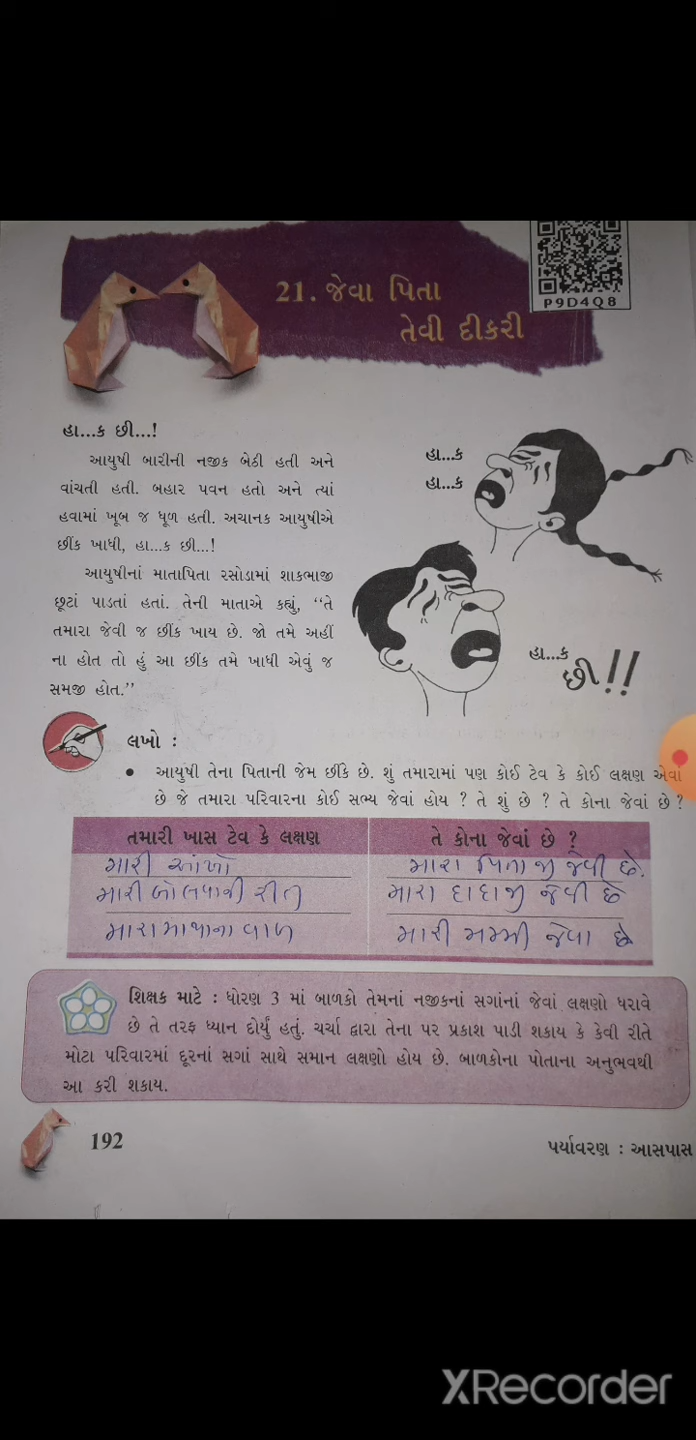 P9D4Q8
21. જેવા પિતા
તેવી દીકરી
હા...ક છી...!
આયુષી બારીની નજીક બેઠી હતી અને
વાંચતી હતી. બહાર પવન હતો અને ત્યાં
હવામાં ખૂબ જ ધૂળ હતી. અચાનક આયુષીએ
છીંક ખાધી, હા...ક છી...!
આયુષીનાં માતાપિતા રસોડામાં શાકભાજી
છૂટાં પાડતાં હતાં. તેની માતાએ કહ્યું, “તે
તમારા જેવી જ છીંક ખાય છે. જો તમે અહીં
ના હોત તો હું આ છીંક તમે ખાધી એવું જ
સમજી હોત.”
હા...ક
હા...ક
હા...ક
છી!!
લખો :
• આયુષી તેના પિતાની જેમ છીંકે છે. શું તમારામાં પણ કોઈ ટેવ કે કોઈ લક્ષણ એવાં
છે જે તમારા પરિવારના કોઈ સભ્ય જેવાં હોય ? તે શું છે ? તે કોના જેવાં છે ?
તમારી ખાસ ટેવ કે લક્ષણ તે કોના જેવાં છે ?
મારી આંખો મારા પિતાજી જેવી છે.
મારી બોલવાની રીત મારા દાદાજી જેવી છે
મારા માથાના વાળ મારી મમ્મી જેવા છે
શિક્ષક માટે : ધોરણ 3 માં બાળકો તેમનાં નજીકનાં સગાંનાં જેવાં લક્ષણો ધરાવે
છે તે તરફ ધ્યાન દોર્યું હતું. ચર્ચા દ્વારા તેના પર પ્રકાશ પાડી શકાય કે કેવી રીતે
મોટા પરિવારમાં દૂરનાં સગાં સાથે સમાન લક્ષણો હોય છે. બાળકોના પોતાના અનુભવથી
આ કરી શકાય.
192
પર્યાવરણ : આસપાસ
XRecorder